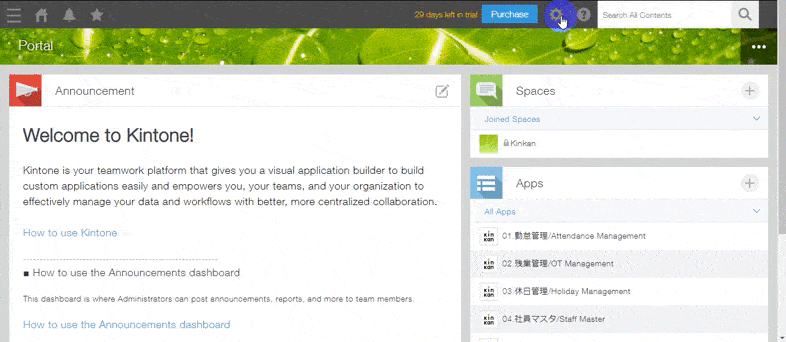 29 days left in trial
Purchase
?
Search All Contents
Portal
Announcement
Welcome to Kintone!
Kintone is your teamwork platform that gives you a visual application builder to build
custom applications easily and empowers you, your teams, and your organization to
effectively manage your data and workflows with better, more centralized collaboration.
How to use Kintone
----------------------------------------------------
■ How to use the Announcements dashboard
This dashboard is where Administrators can post announcements, reports, and more to team members.
How to use the Announcements dashboard
Spaces
Joined Spaces
Kinkan
Apps
All Apps
kin
kan
01.勤怠管理/Attendance Management
kin
kan
02.残業管理/OT Management
kin
kan
03.休日管理/Holiday Management
kin
kan
04.社員マスタ/Staff Master